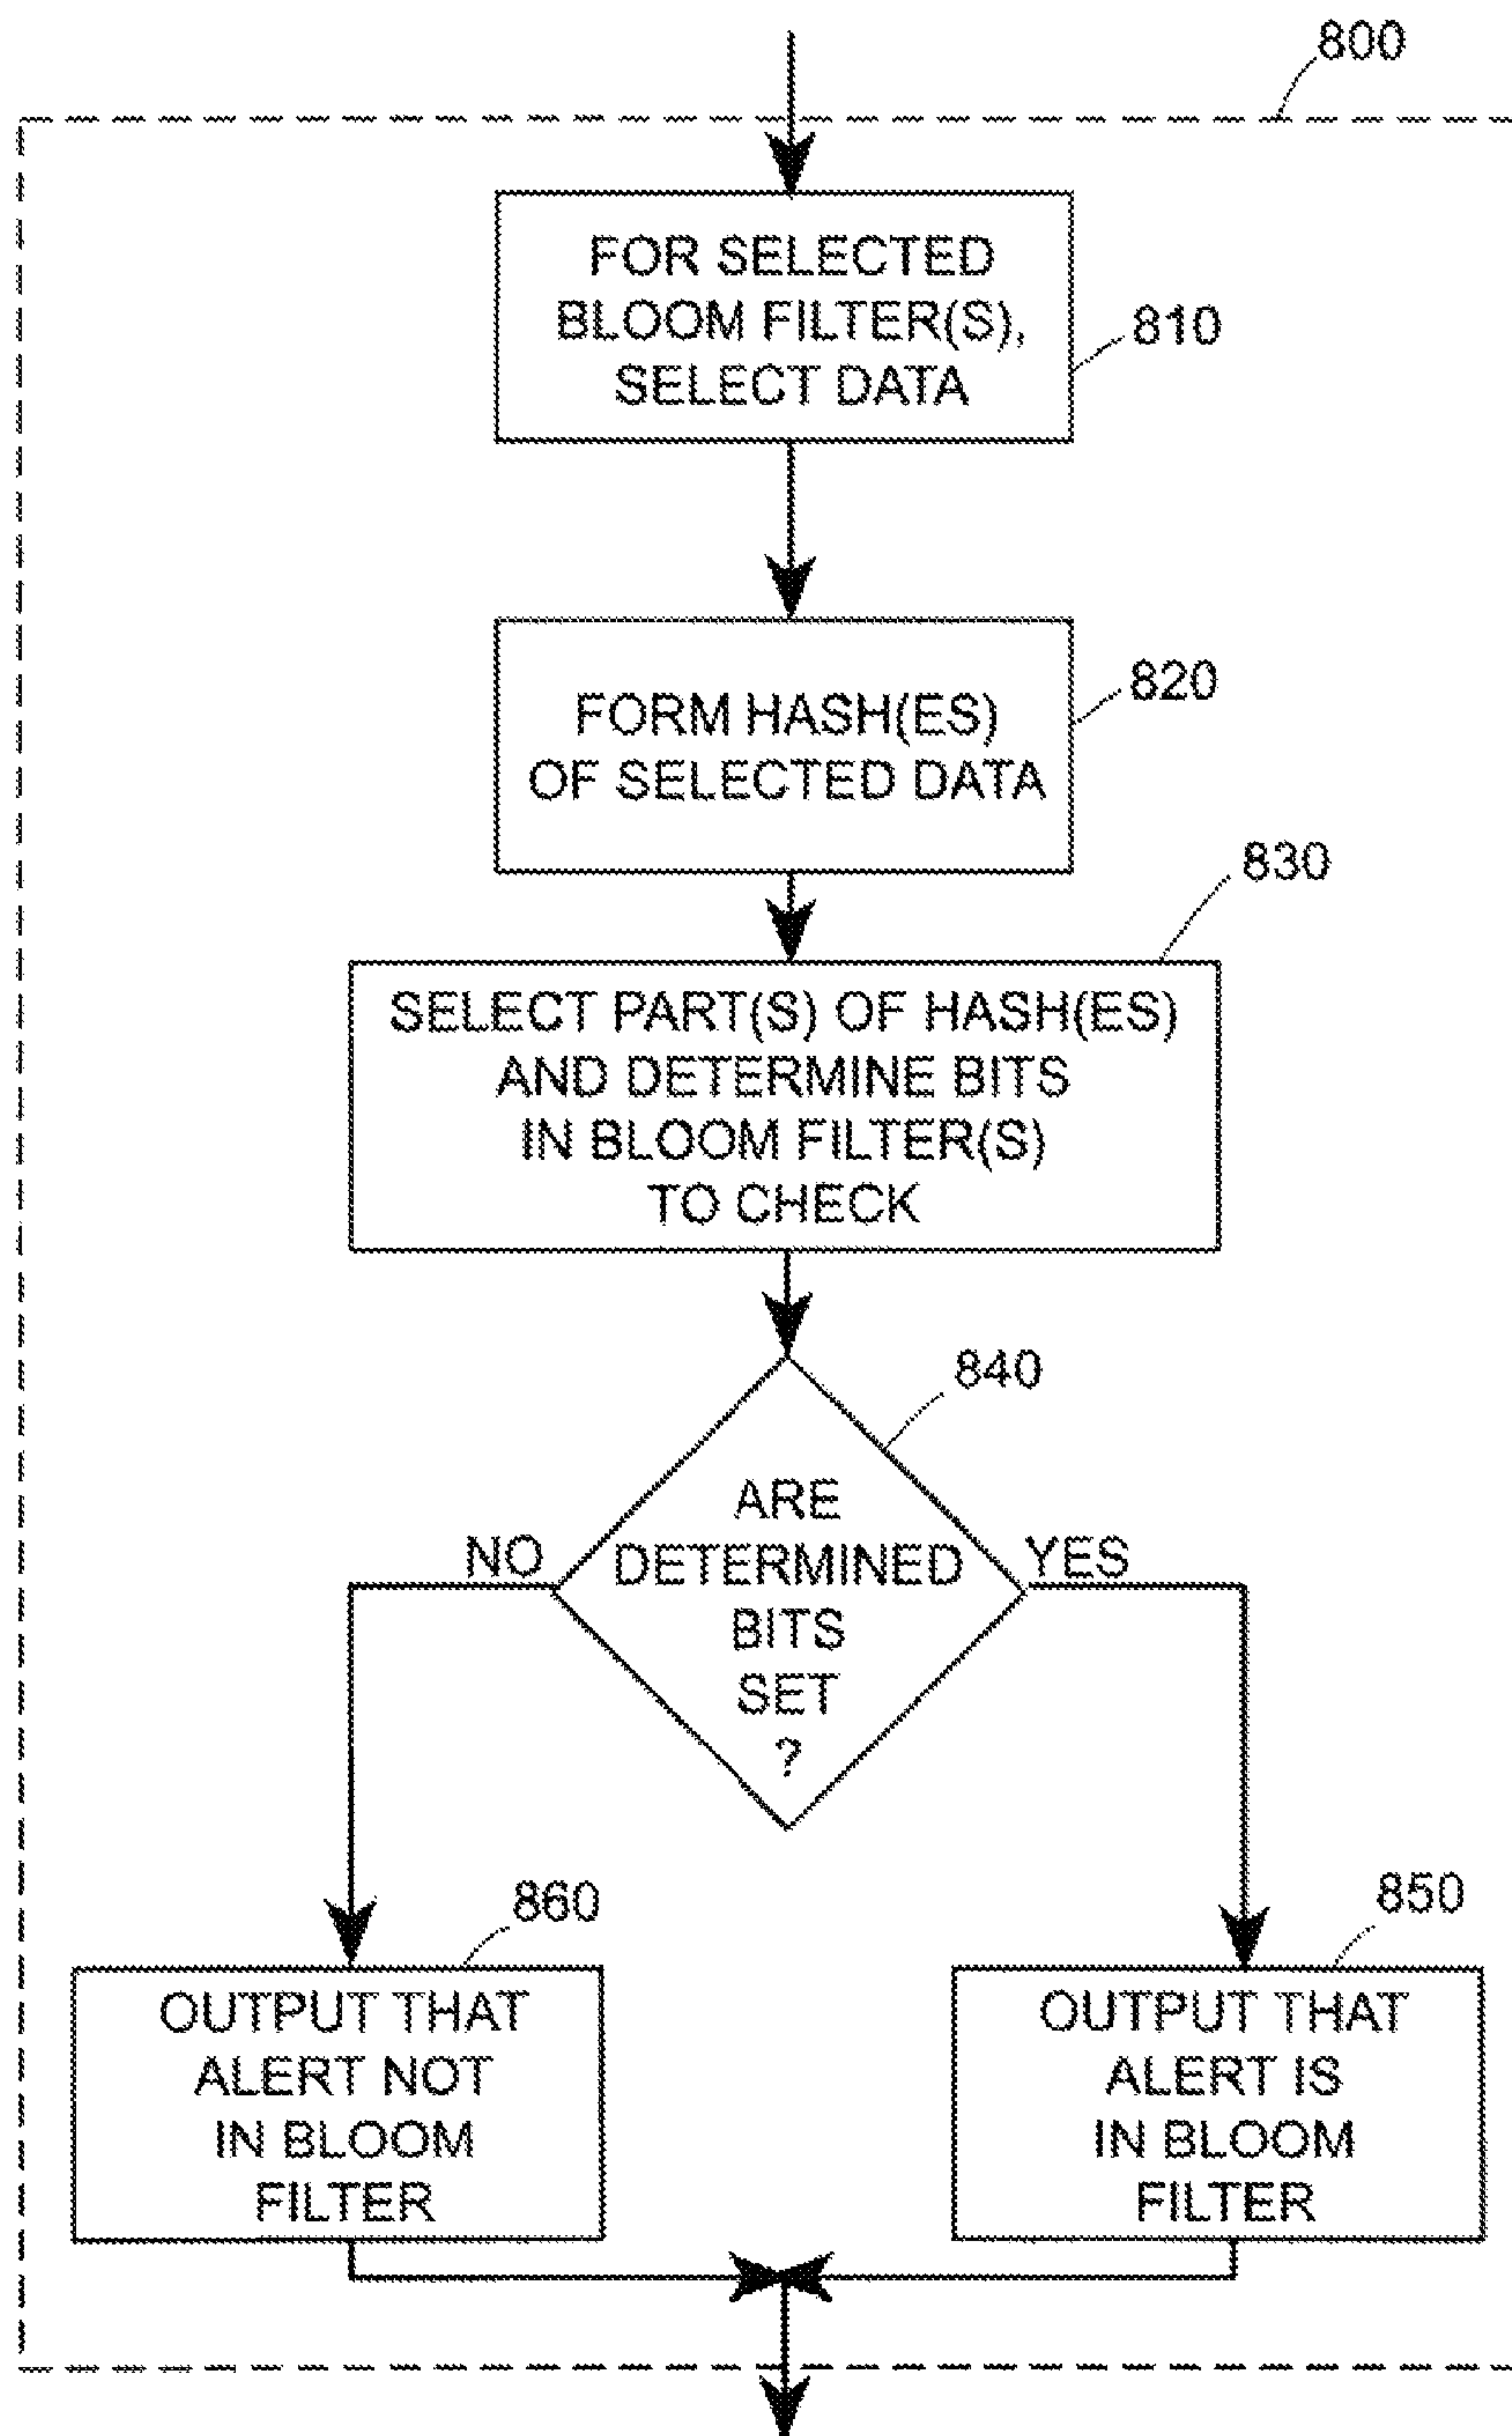 800
FOR SELECTED
BLOOM FILTER(S),
SELECT DATA
810
FORM HASH(ES)
OF SELECTED DATA
820
830
SELECT PART(S) OF HASH(ES)
AND DETERMINE BITS
IN BLOOM FILTER(S)
TO CHECK
840
ARE
DETERMINED
BITS
SET
?
NO
YES
860
OUTPUT THAT
ALERT NOT
IN BLOOM
FILTER
850
OUTPUT THAT
ALERT IS
IN BLOOM
FILTER